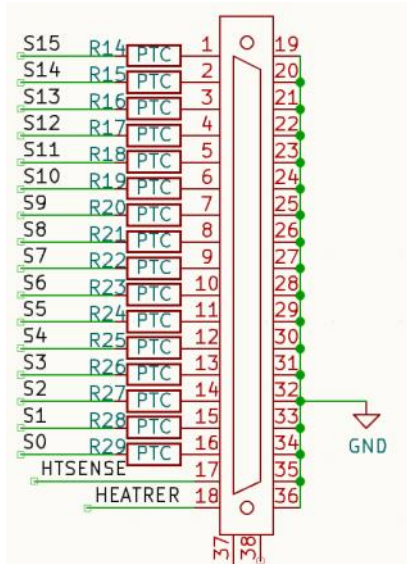 S15 R14 PTC 1 19
S14 R15 PTC 2 20
S13 R16 PTC 3 21
S12 R17 PTC 4 22
S11 R18 PTC 5 23
S10 R19 PTC 6 24
S9 R20 PTC 7 25
S8 R21 PTC 8 26
S7 R22 PTC 9 27
S6 R23 PTC 10 28
S5 R24 PTC 11 29
S4 R25 PTC 12 30
S3 R26 PTC 13 31
S2 R27 PTC 14 32
S1 R28 PTC 15 33
S0 R29 PTC 16 34
GND
HTSENSE 17 35
HEATRER 18 36
37 38